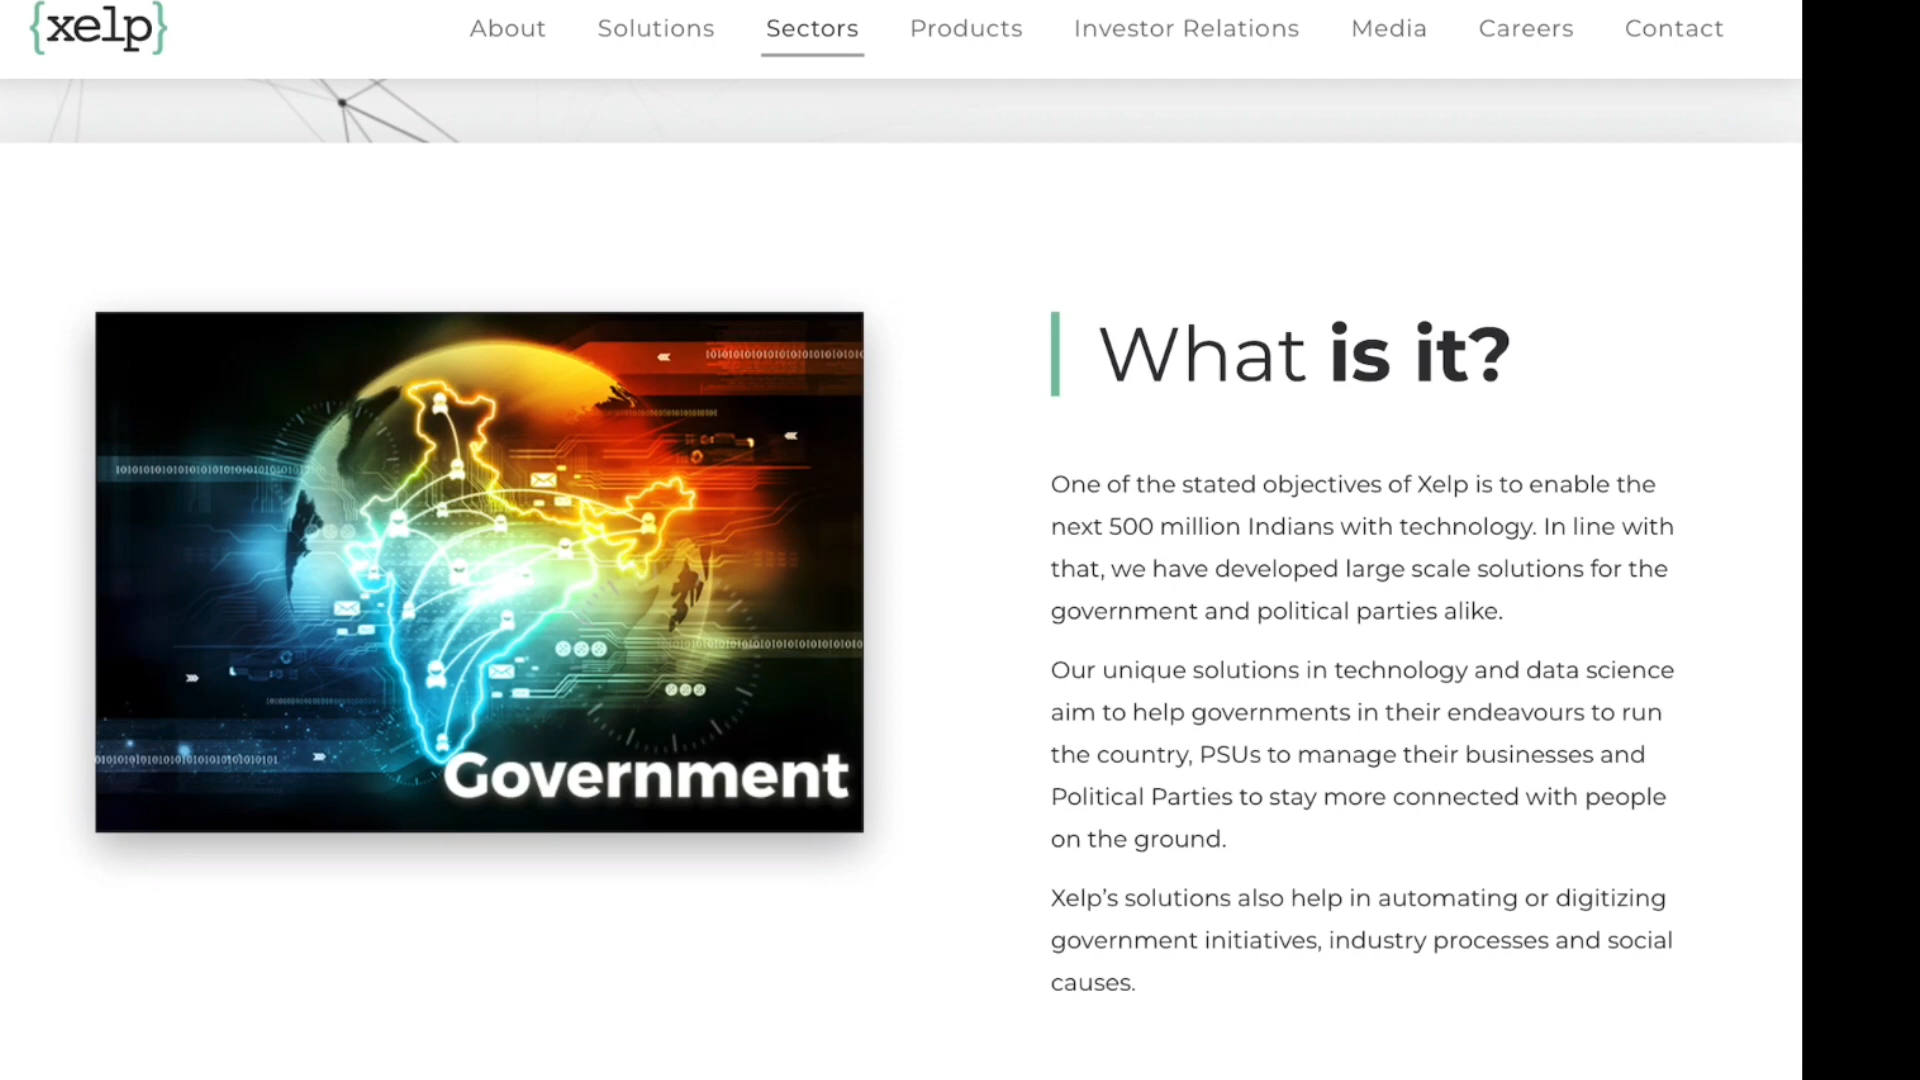 {xelp}
About Solutions Sectors Products Investor Relations Media Careers Contact
What is it?
One of the stated objectives of Xelp is to enable the
next 500 million Indians with technology. In line with
that, we have developed large scale solutions for the
government and political parties alike.
Our unique solutions in technology and data science
aim to help governments in their endeavours to run
the country, PSUs to manage their businesses and
Political Parties to stay more connected with people
on the ground.
Xelp’s solutions also help in automating or digitizing
government initiatives, industry processes and social
causes.
Government